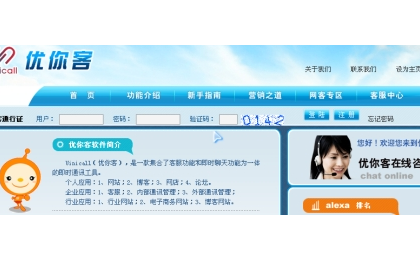 关于我们 联系我们 设为主页
inicall 优你客
首 页 功能介绍 新手指南 营销之道 网客专区 客服中心
通行证 用户: 密码: 验证码: 0142 登陆 注册 忘记密码
优你客软件简介
Uinicall(优你客),是一款集合了客服功能和即时聊天功能为一体
的即时通讯工具。
个人应用:1、网站;2、博客;3、网店;4、论坛。
企业应用:1、客服;2、内部通讯管理;3、外部通讯管理;
行业应用:1、行业网站;2、电子商务网站;3、博客网站。
您好!欢迎您来到优
优你客在线咨
chat online
alexa 排名